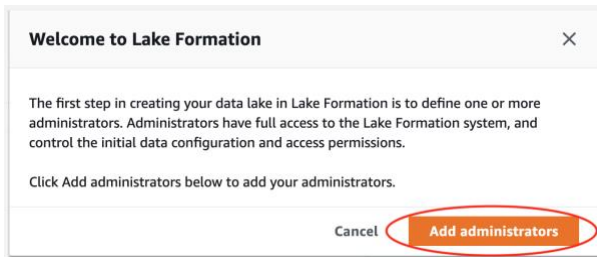 Welcome to Lake Formation
The first step in creating your data lake in Lake Formation is to define one or more
administrators. Administrators have full access to the Lake Formation system, and
control the initial data configuration and access permissions.
Click Add administrators below to add your administrators.
Cancel Add administrators